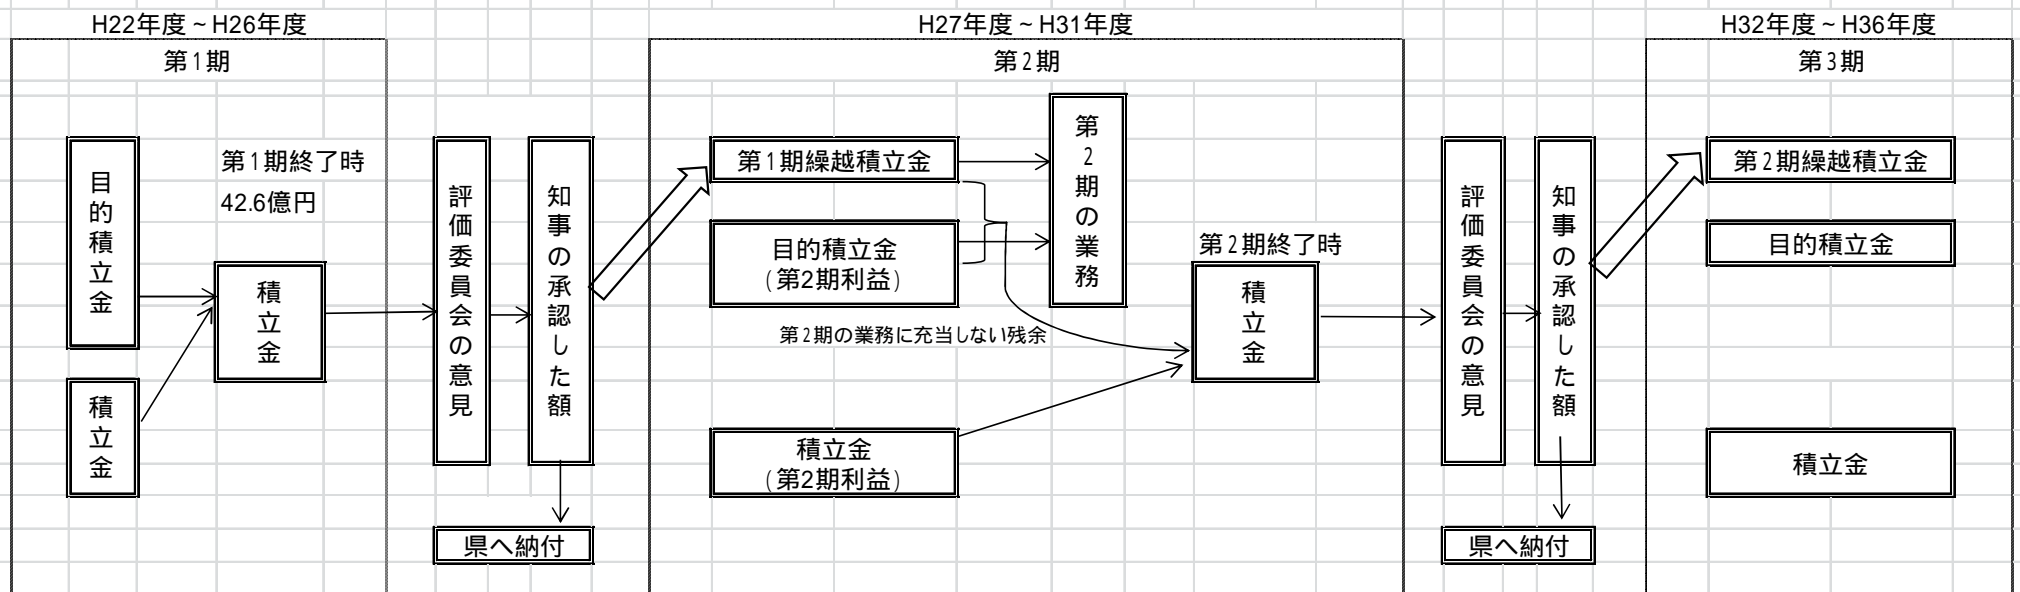 H22年度～H26年度
第1期
目的積立金
積立金
第1期終了時
42.6億円
積立金
評価委員会の意見
知事の承認した額
県へ納付
H27年度～H31年度
第2期
第1期繰越積立金
目的積立金
(第2期利益)
第2期の業務
第2期の業務に充当しない残余
積立金
(第2期利益)
第2期終了時
積立金
評価委員会の意見
知事の承認した額
県へ納付
H32年度～H36年度
第3期
第2期繰越積立金
目的積立金
積立金